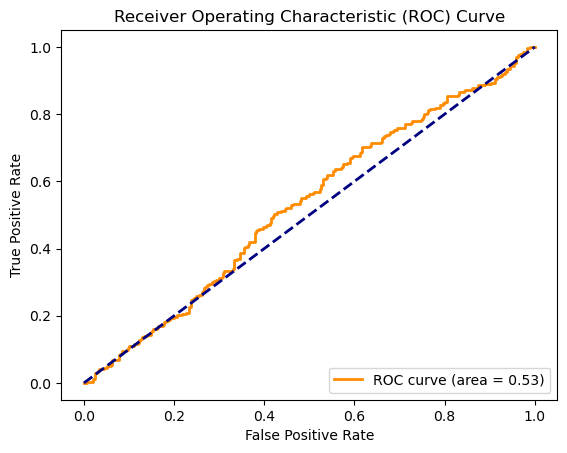 Receiver Operating Characteristic (ROC) Curve
1.0
0.8
0.6
0.4
0.2
0.0
True Positive Rate
ROC curve (area = 0.53)
0.0 0.2 0.4 0.6 0.8 1.0
False Positive Rate